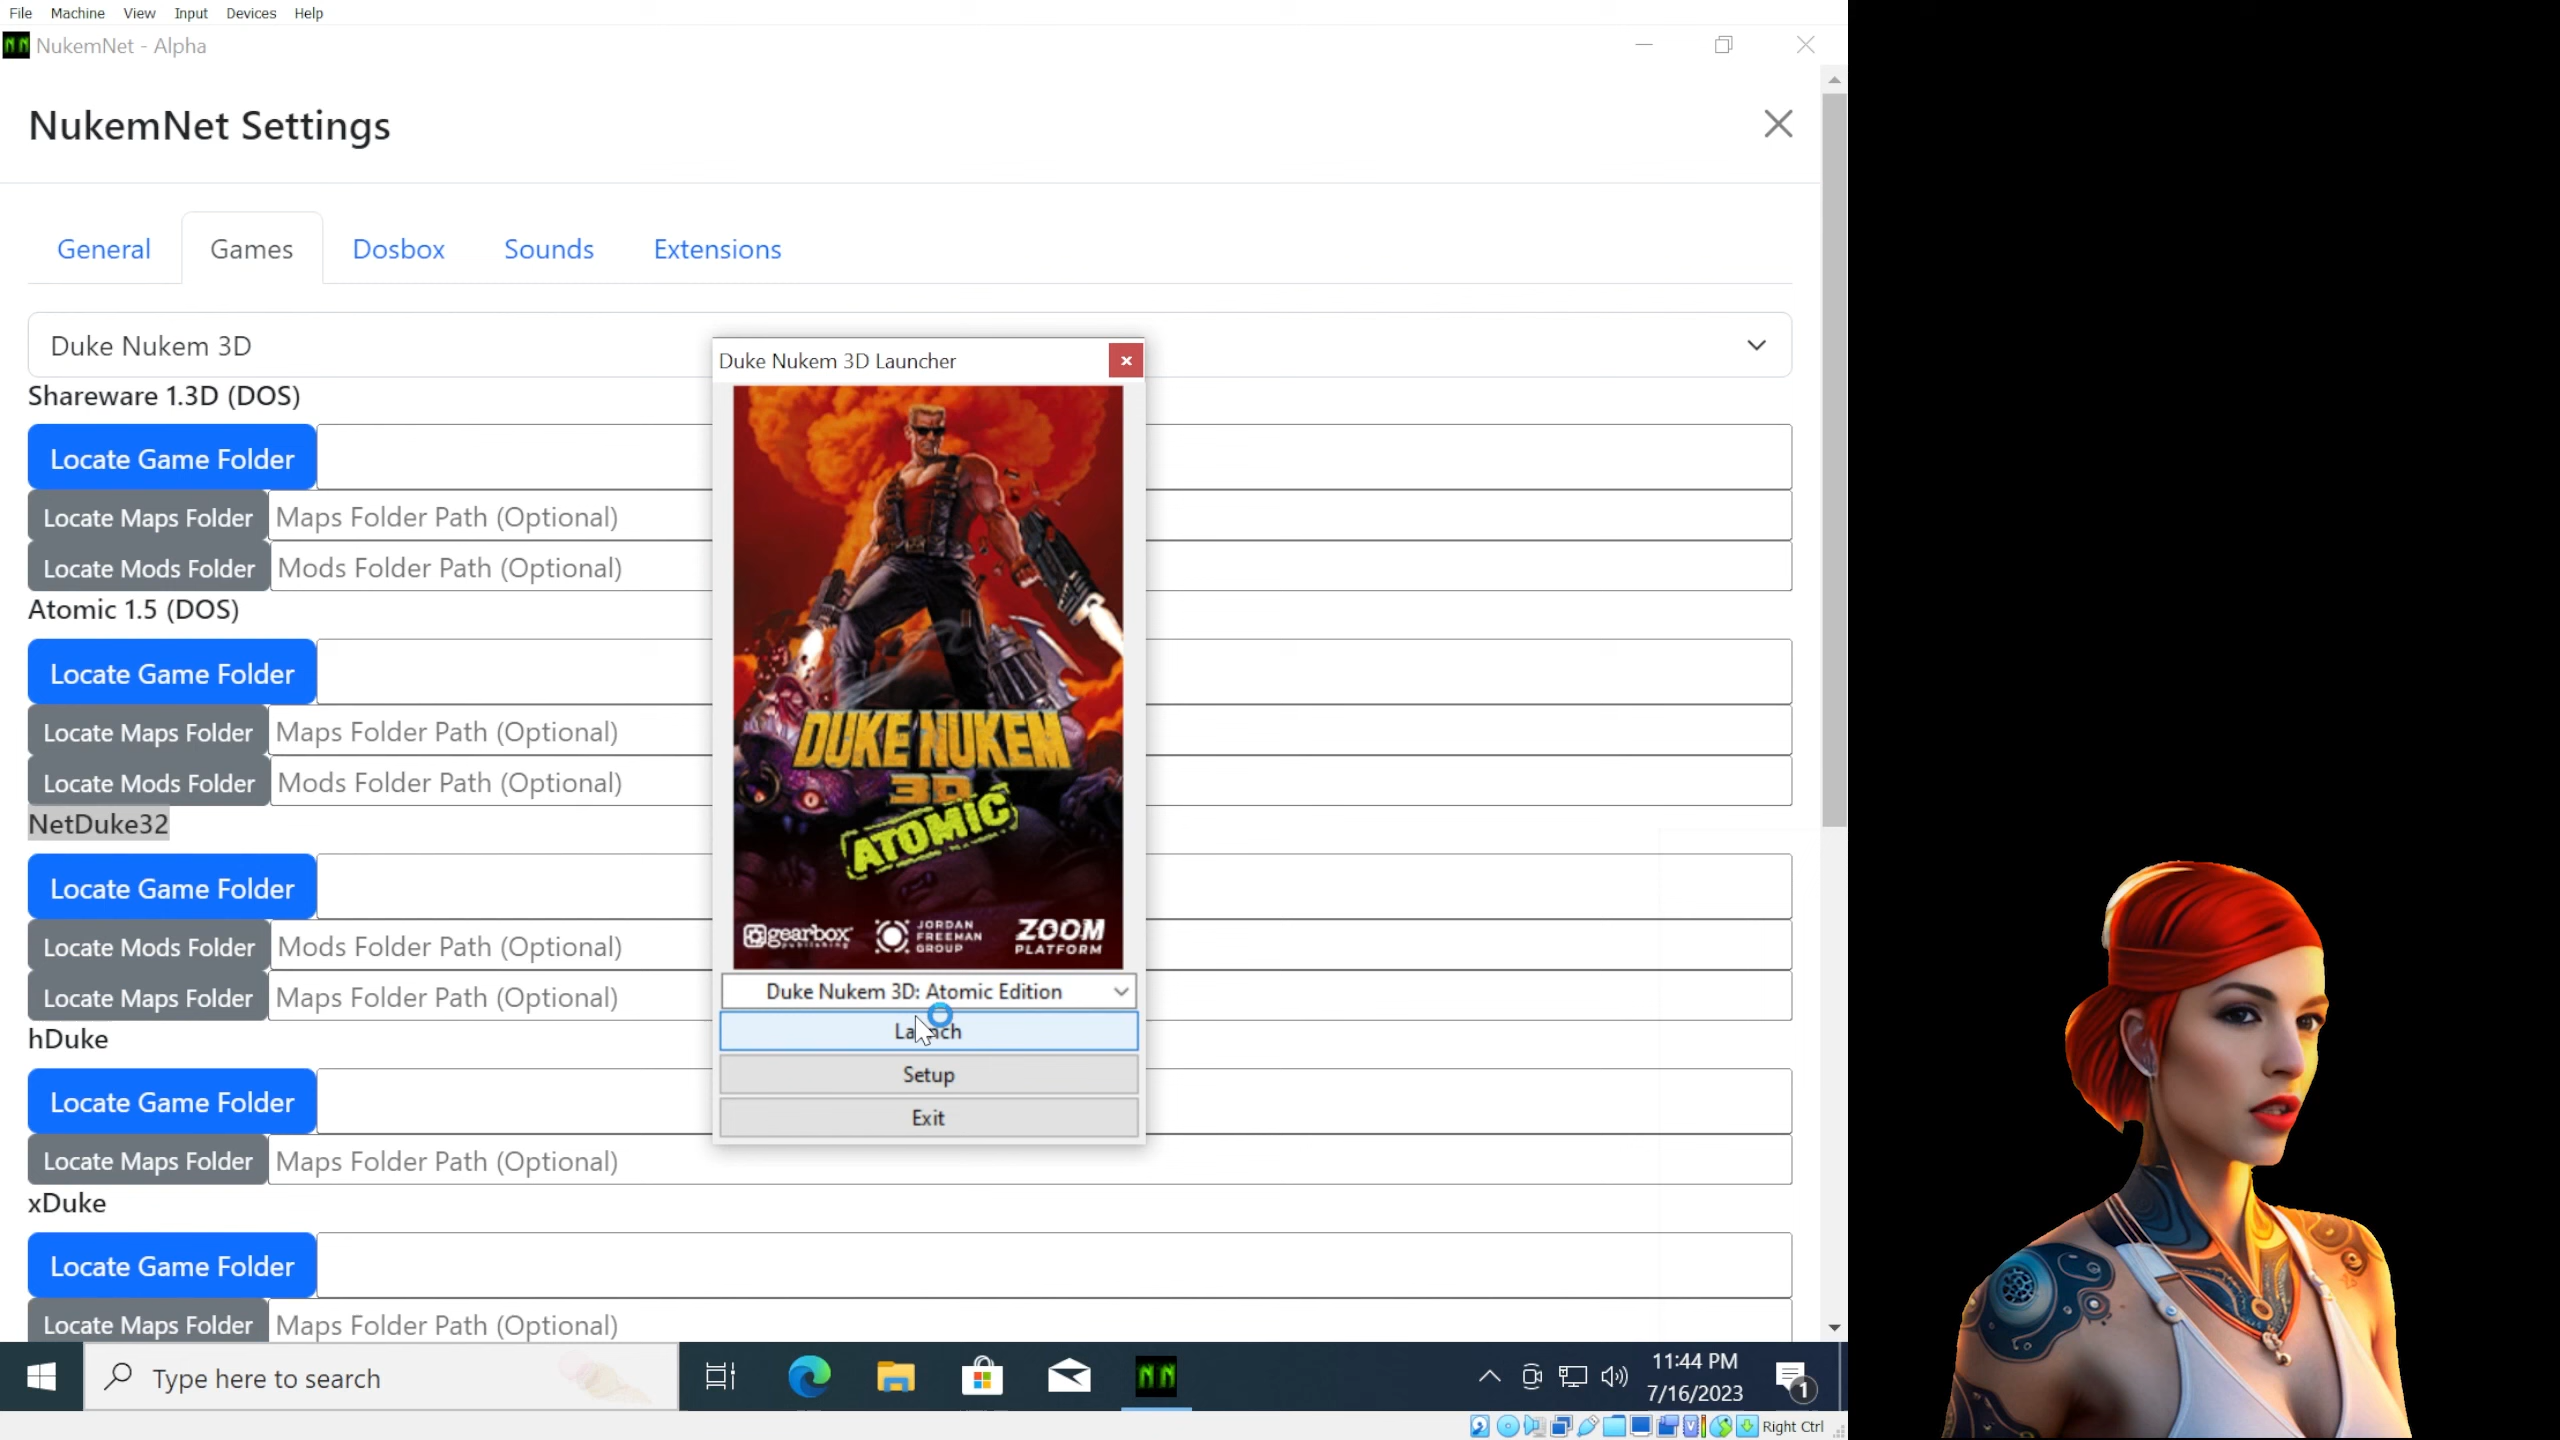 File Machine View Input Devices Help
NukemNet - Alpha
NukemNet Settings
General Games Dosbox Sounds Extensions
Duke Nukem 3D
Shareware 1.3D (DOS)
Locate Game Folder
Locate Maps Folder Maps Folder Path (Optional)
Locate Mods Folder Mods Folder Path (Optional)
Atomic 1.5 (DOS)
Locate Game Folder
Locate Maps Folder Maps Folder Path (Optional)
Locate Mods Folder Mods Folder Path (Optional)
NetDuke32
Locate Game Folder
Locate Mods Folder Mods Folder Path (Optional)
Locate Maps Folder Maps Folder Path (Optional)
hDuke
Locate Game Folder
Locate Maps Folder Maps Folder Path (Optional)
xDuke
Locate Game Folder
Locate Maps Folder Maps Folder Path (Optional)
Duke Nukem 3D Launcher
DUKE NUKEM
3D
ATOMIC
gearbox
publishing
JORDAN
FREEMAN
GROUP
ZOOM
PLATFORM
Duke Nukem 3D: Atomic Edition
Launch
Setup
Exit
Type here to search
11:44 PM
7/16/2023
1
Right Ctrl